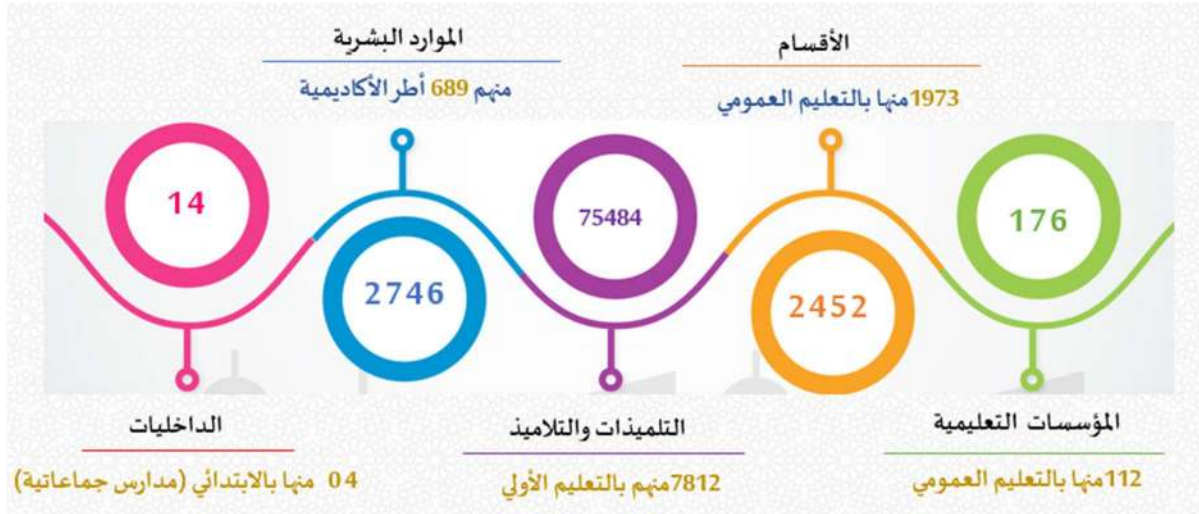 الأقسام
الموارد البشرية
1973منها بالتعليم العمومي
منهم 689 أطر الأكاديمية
176
2452
75484
2746
14
المؤسسات التعليمية
التلميذات والتلاميذ
الداخليات
112منها بالتعليم العمومي
7812منهم بالتعليم الأولي
04 منها بالابتدائي (مدارس جماعاتية)